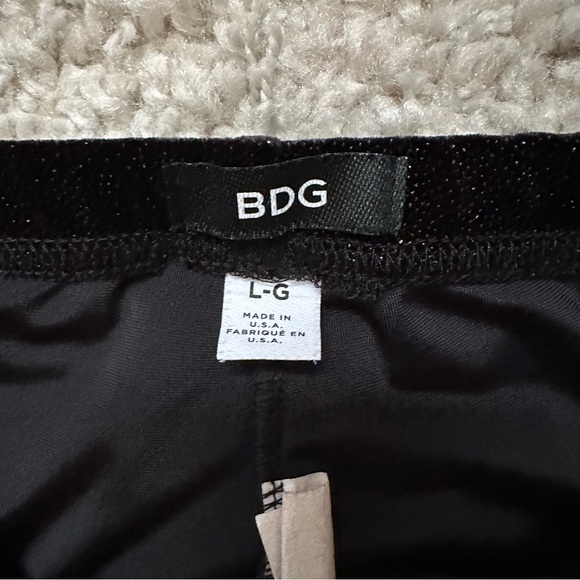 BDG
L-G
MADE IN
U.S.A.
FABRIQUÉ EN
U.S.A.